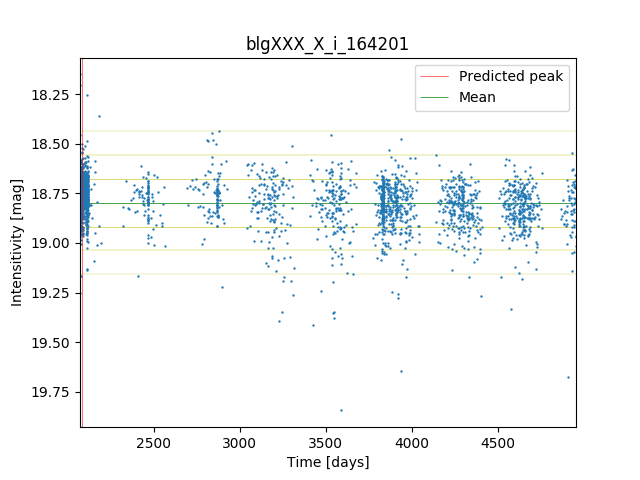 blgXXX_X_i_164201
Predicted peak
Mean
Intensitivity [mag]
18.25
18.50
18.75
19.00
19.25
19.50
19.75
2500
3000
3500
4000
4500
Time [days]